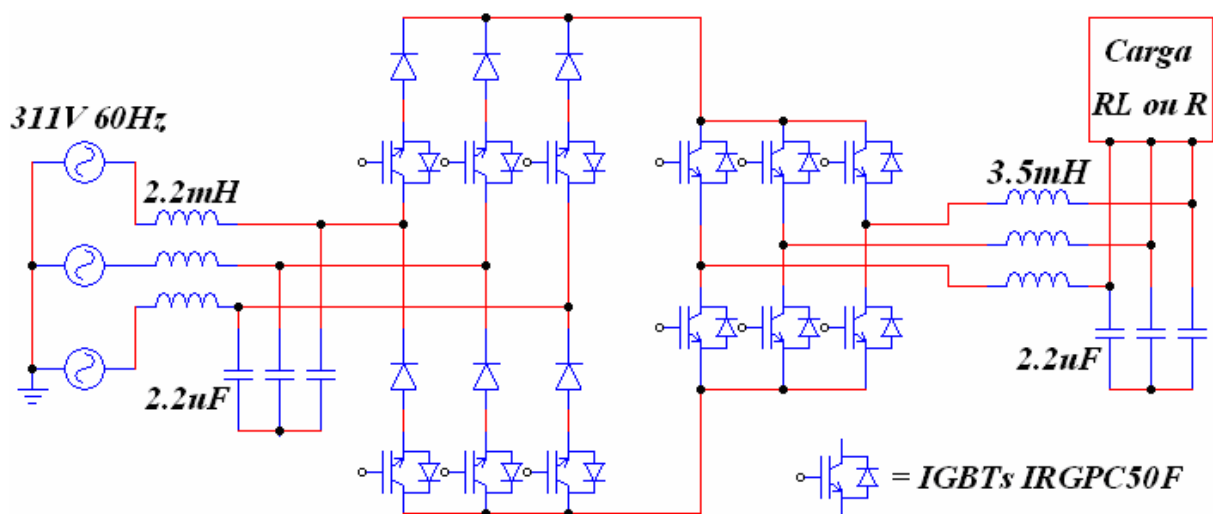 311V 60Hz
2.2mH
2.2uF
Carga
RL ou R
3.5mH
2.2uF
= IGBTs IRGPC50F